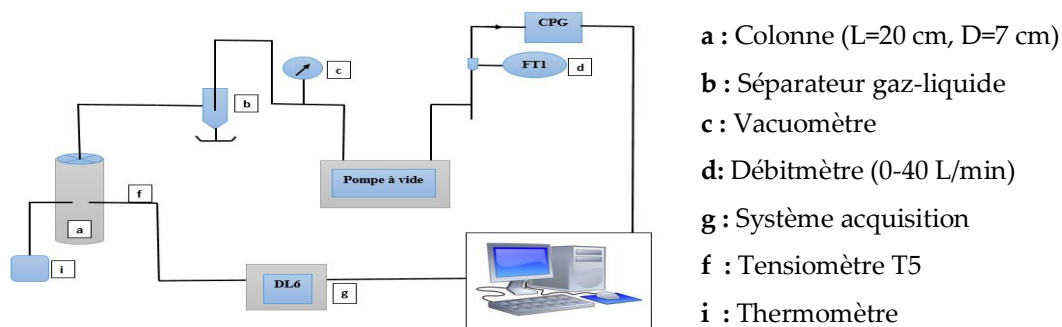 CPG
FT1
d
c
b
Pompe à vide
f
a
i
DL6
g
a : Colonne (L=20 cm, D=7 cm)
b : Séparateur gaz-liquide
c : Vacuomètre
d: Débitmètre (0-40 L/min)
g : Système acquisition
f : Tensiomètre T5
i : Thermomètre